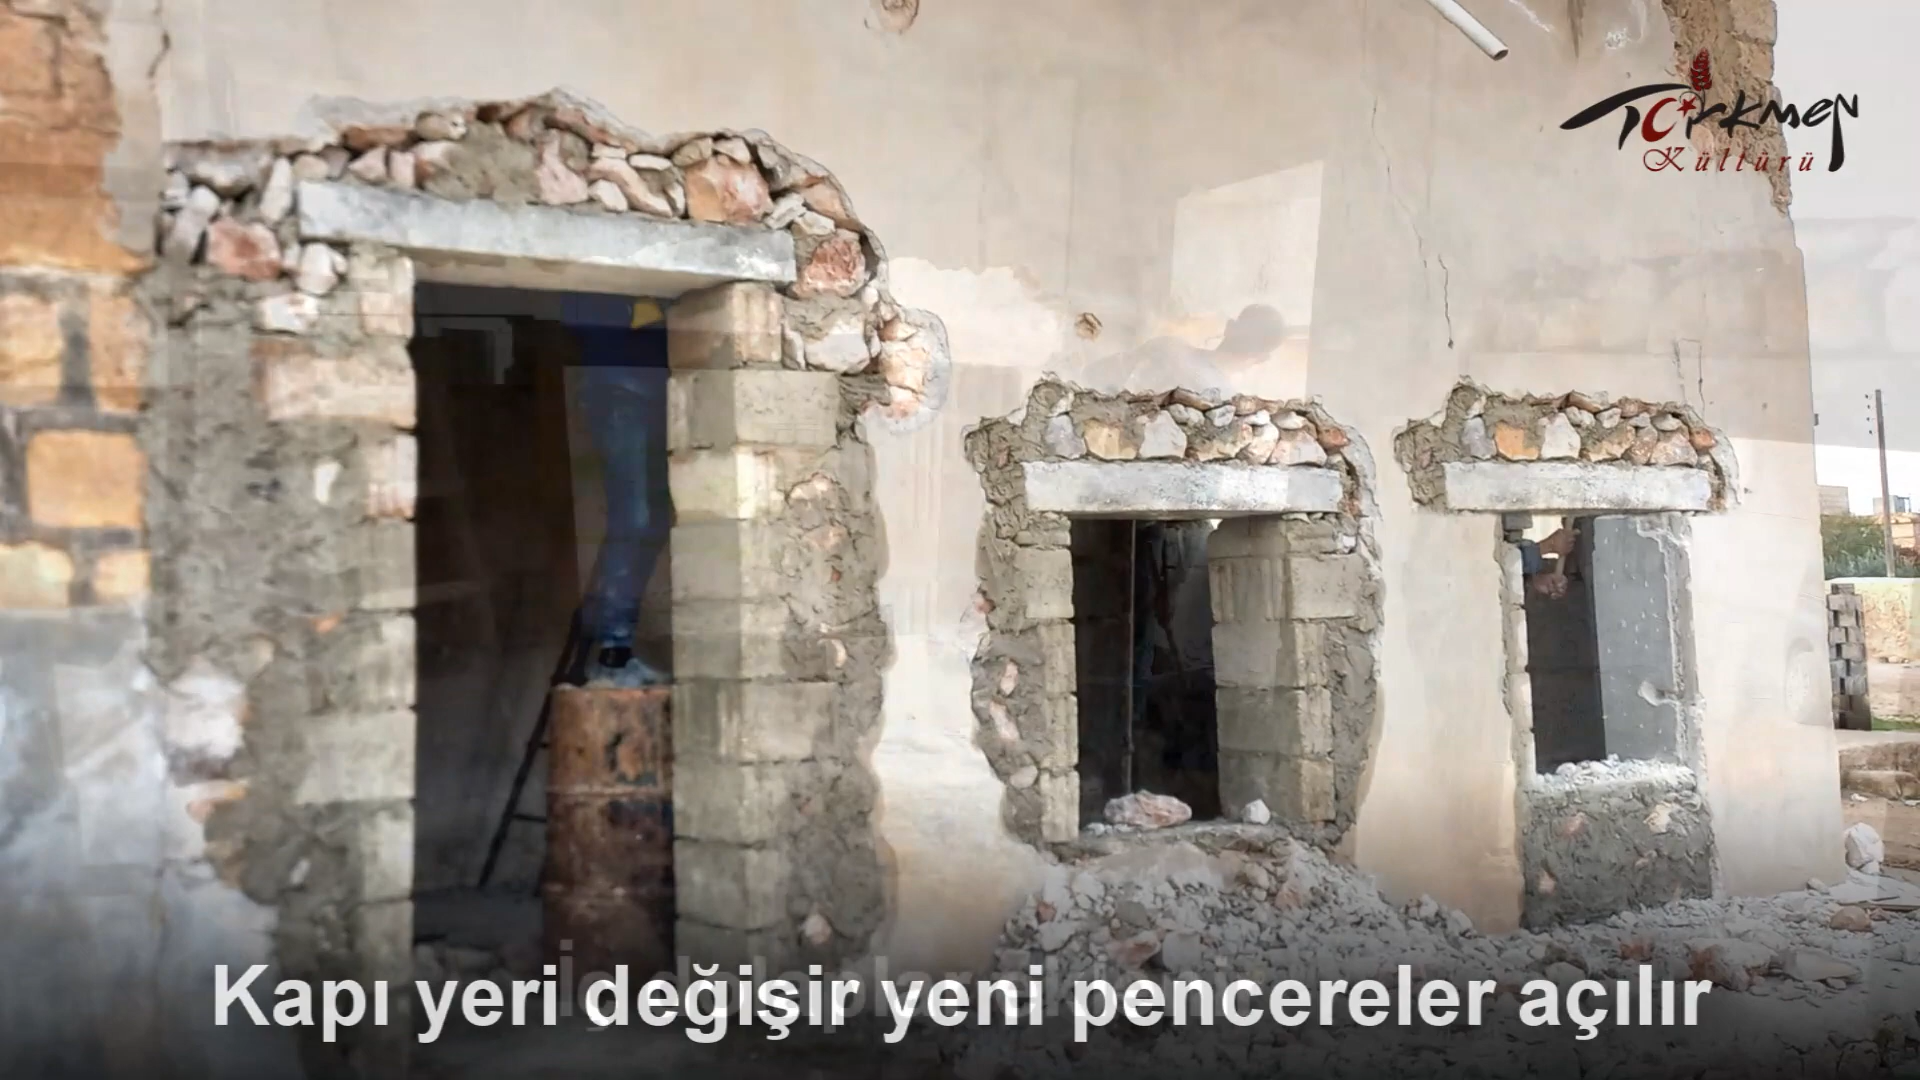 Türkmen
Kültürü
Kapı yeri değişir yeni pencereler açılır